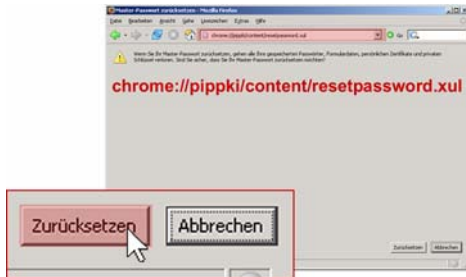 Master-Passwort zurücksetzen - Mozilla Firefox
Datei Bearbeiten Ansicht Gehe Lesezeichen Extras Hilfe
chrome://pippki/content/resetpassword.xul
Wenn Sie Ihr Master-Passwort zurücksetzen, gehen alle Ihre gespeicherten Passwörter, Formulardaten, persönlichen Zertifikate und privaten
Schlüssel verloren. Sind Sie sicher, dass Sie Ihr Master-Passwort zurücksetzen möchten?
chrome://pippki/content/resetpassword.xul
Zurücksetzen Abbrechen
Zurücksetzen Abbrechen